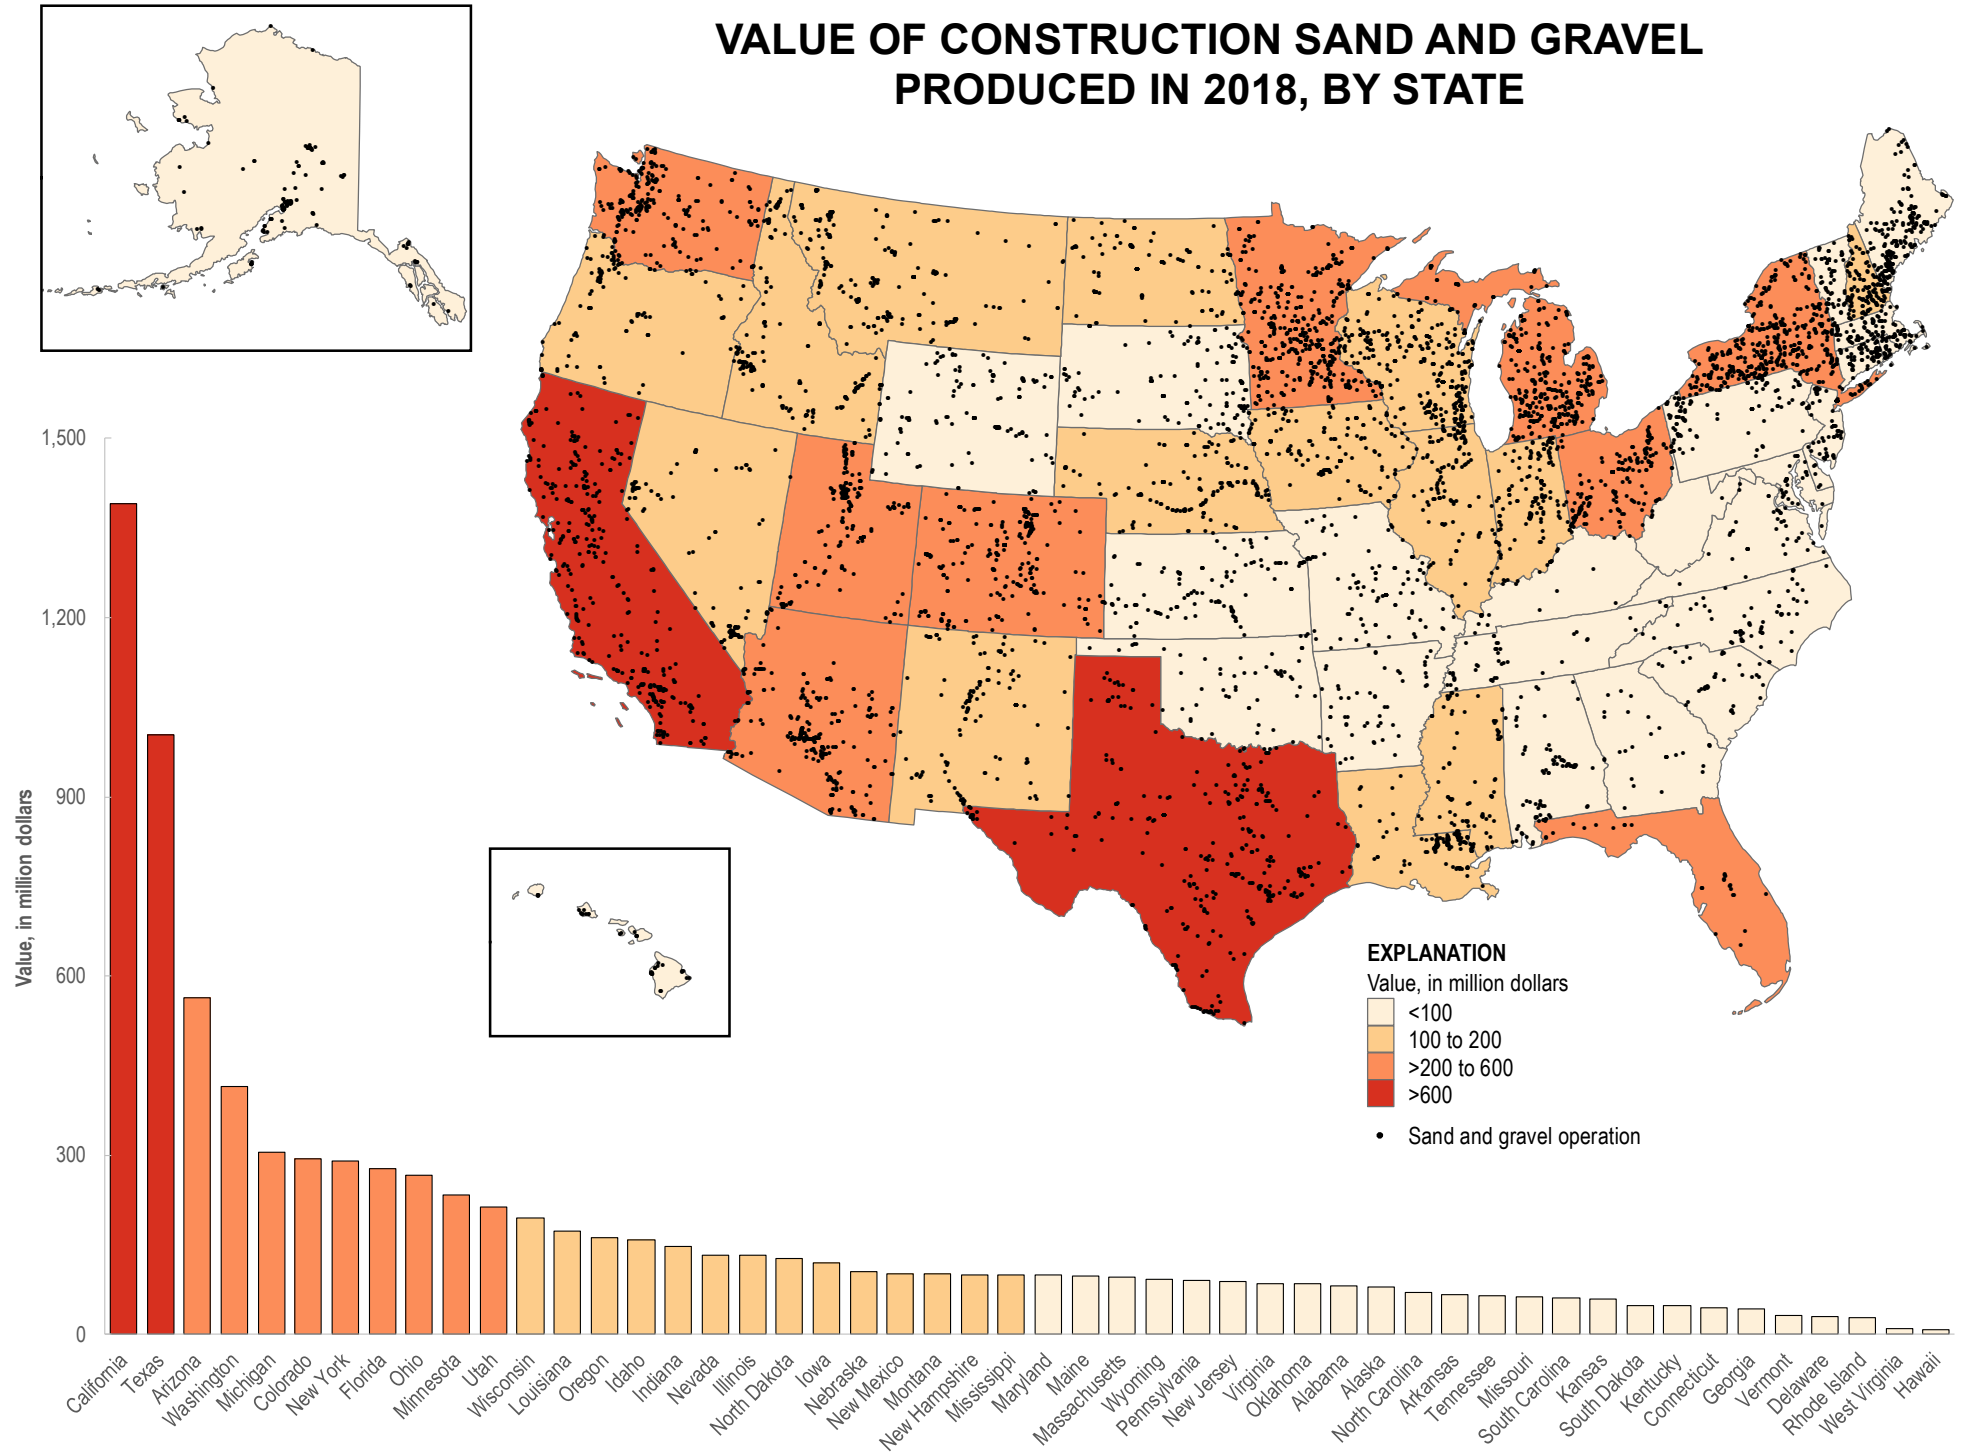 VALUE OF CONSTRUCTION SAND AND GRAVEL
PRODUCED IN 2018, BY STATE
1,500
1,200
900
600
300
0
Value, in million dollars
EXPLANATION
Value, in million dollars
<100
100 to 200
>200 to 600
>600
Sand and gravel operation
California
Texas
Arizona
Washington
Michigan
Colorado
New York
Florida
Ohio
Minnesota
Utah
Wisconsin
Louisiana
Oregon
Idaho
Indiana
Nevada
Illinois
North Dakota
Iowa
Nebraska
New Mexico
Montana
New Hampshire
Mississippi
Maryland
Maine
Massachusetts
Wyoming
Pennsylvania
New Jersey
Virginia
Oklahoma
Alabama
Alaska
North Carolina
Arkansas
Tennessee
Missouri
South Carolina
Kansas
South Dakota
Kentucky
Connecticut
Georgia
Vermont
Delaware
Rhode Island
West Virginia
Hawaii